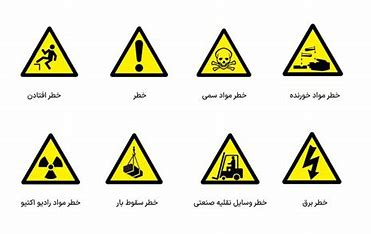 خطر مواد خورنده
خطر مواد سمی
خطر
خطر افتادن
خطر برق
خطر وسایل نقلیه صنعتی
خطر سقوط بار
خطر مواد رادیو اکتیو